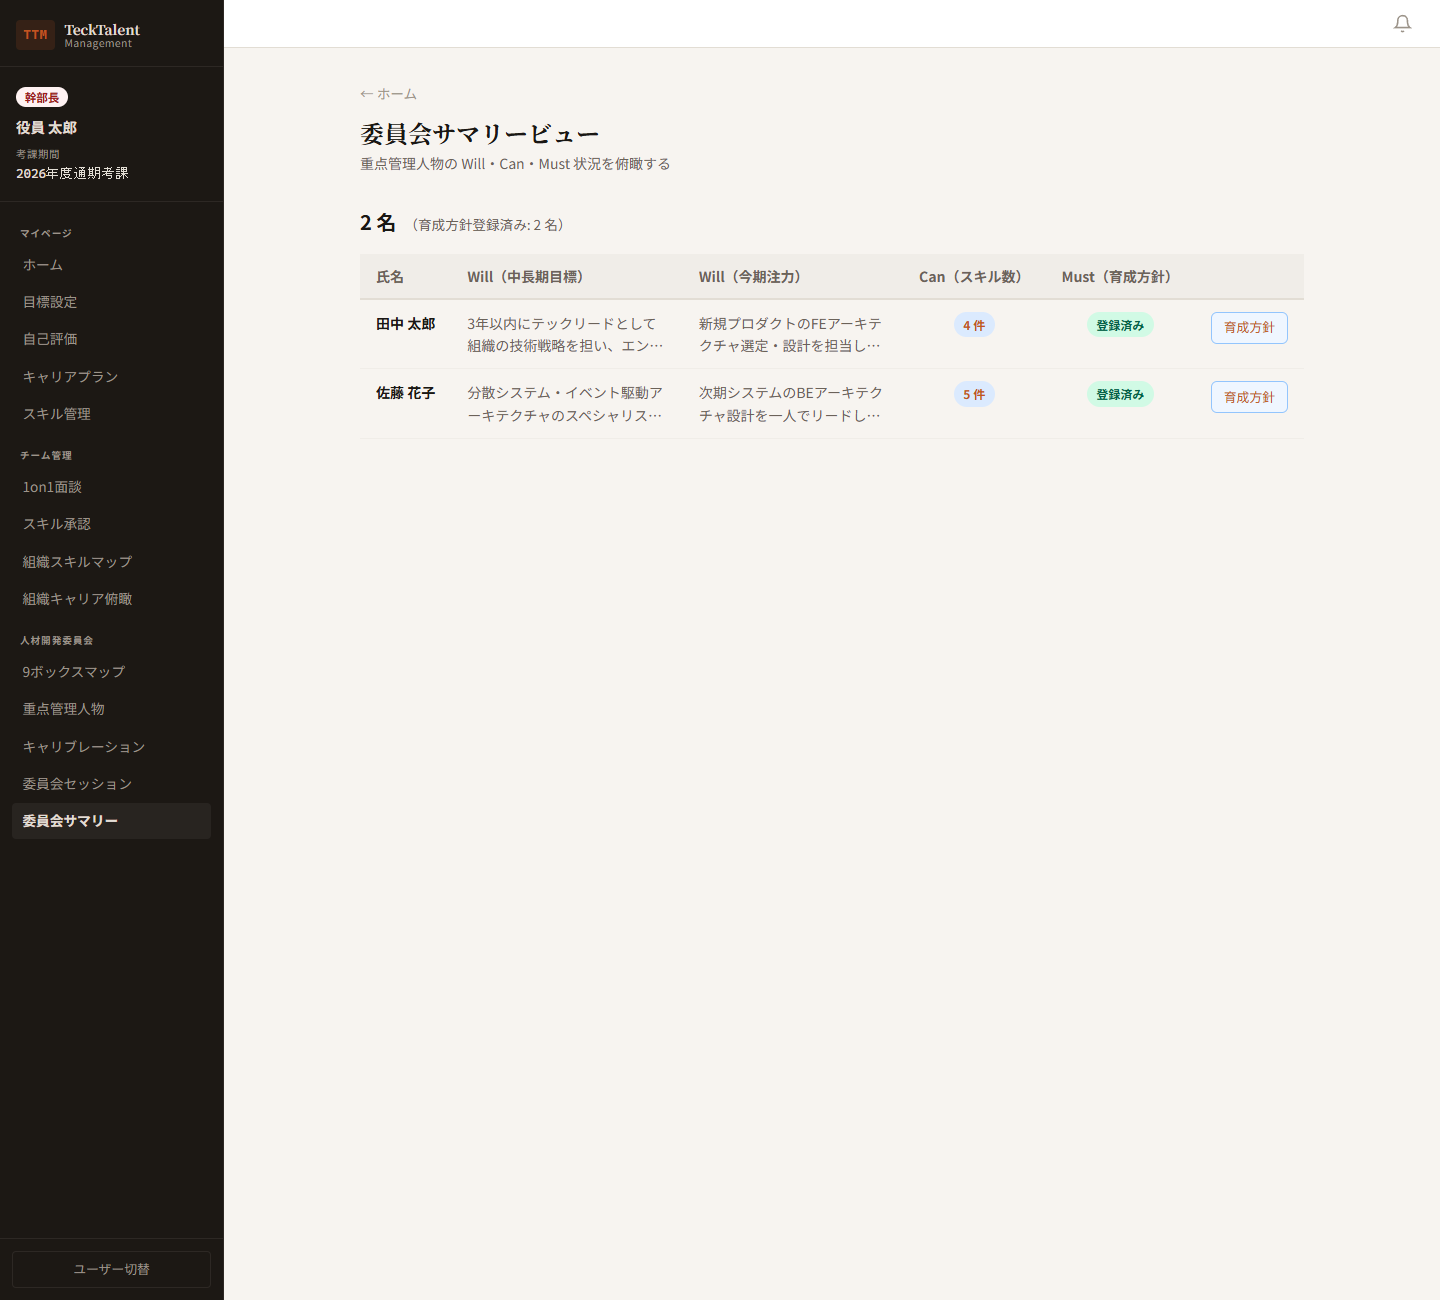 TTM
TeckTalent
Management
幹部長
役員 太郎
考課期間
2026年度通期考課
マイページ
ホーム
目標設定
自己評価
キャリアプラン
スキル管理
チーム管理
1on1面談
スキル承認
組織スキルマップ
組織キャリア俯瞰
人材開発委員会
9ボックスマップ
重点管理人物
キャリブレーション
委員会セッション
委員会サマリー
ユーザー切替
← ホーム
委員会サマリービュー
重点管理人物の Will・Can・Must 状況を俯瞰する
2 名 （育成方針登録済み: 2 名）
氏名 Will（中長期目標） Will（今期注力） Can（スキル数） Must（育成方針）
田中 太郎 3年以内にテックリードとして 新規プロダクトのFEアーキテ 4 件 登録済み 育成方針
組織の技術戦略を担い、エン… クチャ選定・設計を担当し…
佐藤 花子 分散システム・イベント駆動ア 次期システムのBEアーキテク 5 件 登録済み 育成方針
ーキテクチャのスペシャリス… チャ設計を一人でリードし…